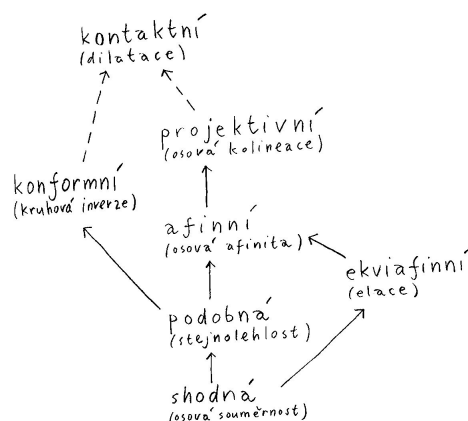 kontaktní
(dilatace)
projektivní
(osová kolineace)
konformní
(kruhová inverze)
afinní
(osová afinita)
ekviafinní
(elace)
podobná
(stejnolehlost)
shodná
(osová souměrnost)